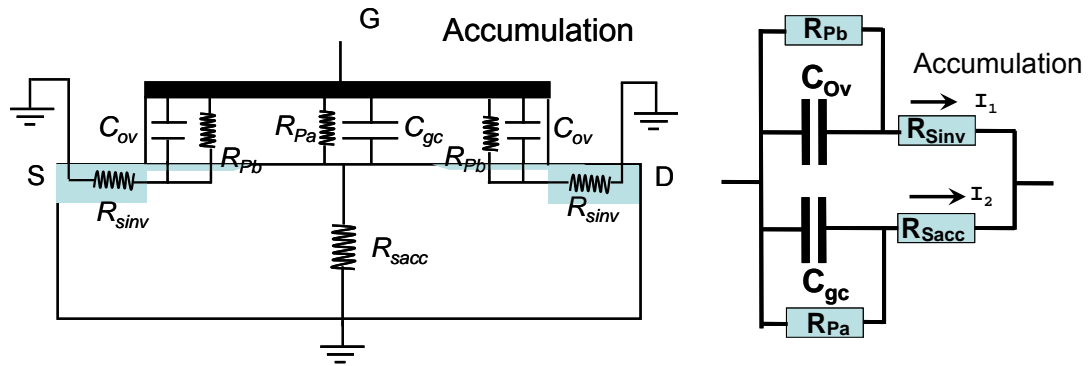 G
Accumulation
C_ov
R_Pa
C_gc
C_ov
R_Pb
R_Pb
S
D
R_sinv
R_sinv
R_sacc
R_Pb
Accumulation
C_Ov
I_1
R_Sinv
I_2
R_Sacc
C_gc
R_Pa